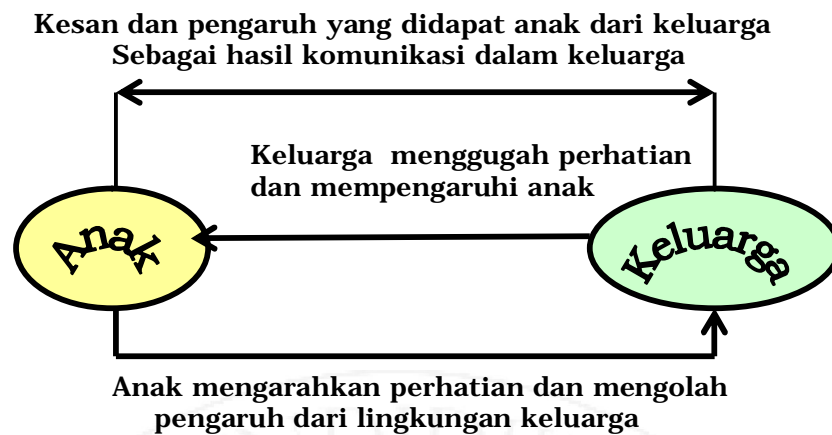 Kesan dan pengaruh yang didapat anak dari keluarga
Sebagai hasil komunikasi dalam keluarga
Keluarga menggugah perhatian
dan mempengaruhi anak
Anak
Keluarga
Anak mengarahkan perhatian dan mengolah
pengaruh dari lingkungan keluarga